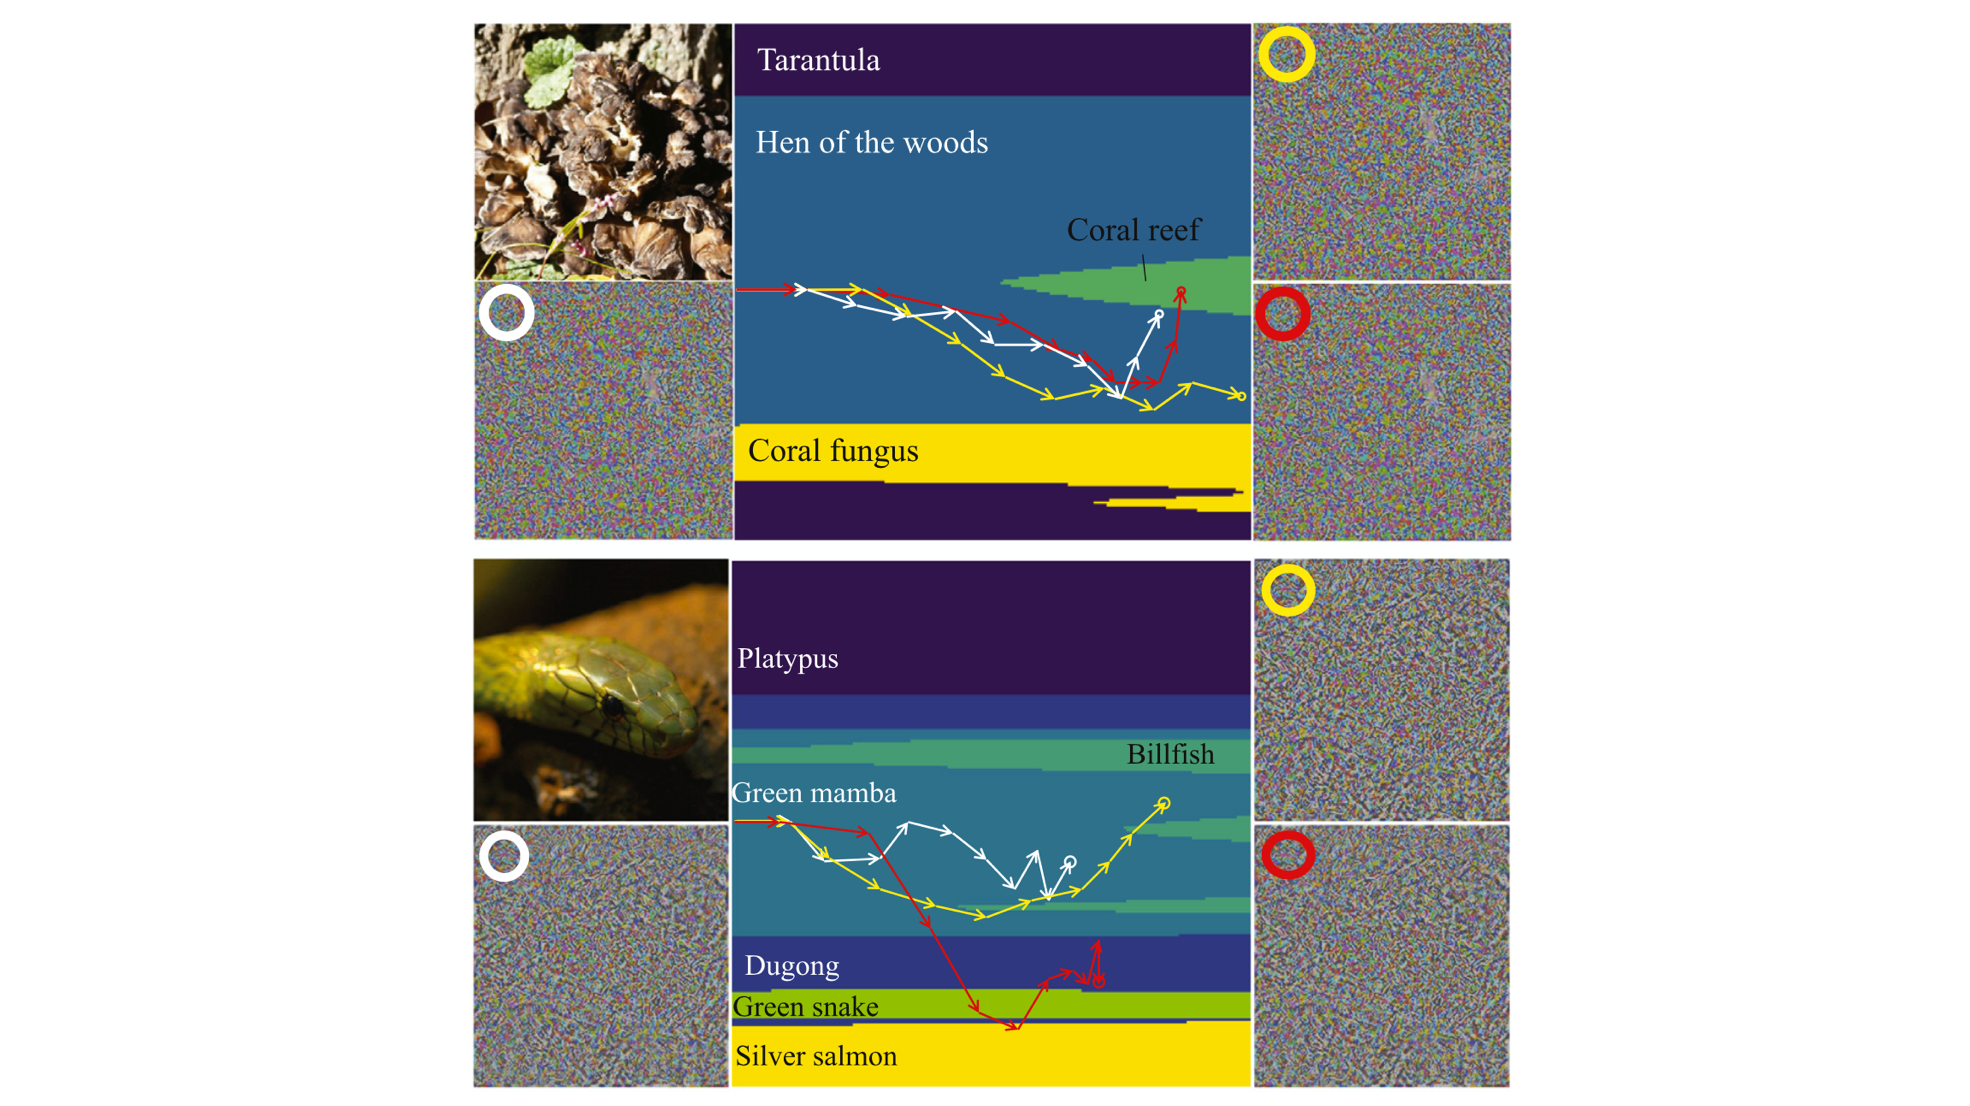 Tarantula
Hen of the woods
Coral reef
Coral fungus
Platypus
Billfish
Green mamba
Dugong
Green snake
Silver salmon